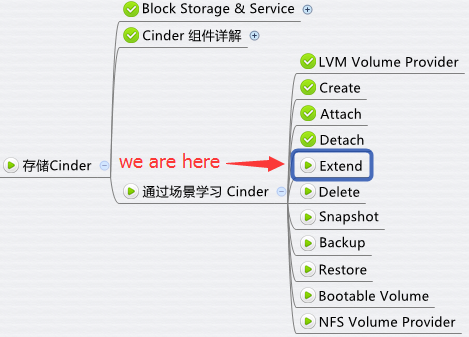 Block Storage & Service
Cinder 组件详解
LVM Volume Provider
Create
Attach
Detach
存储Cinder
we are here
Extend
通过场景学习 Cinder
Delete
Snapshot
Backup
Restore
Bootable Volume
NFS Volume Provider